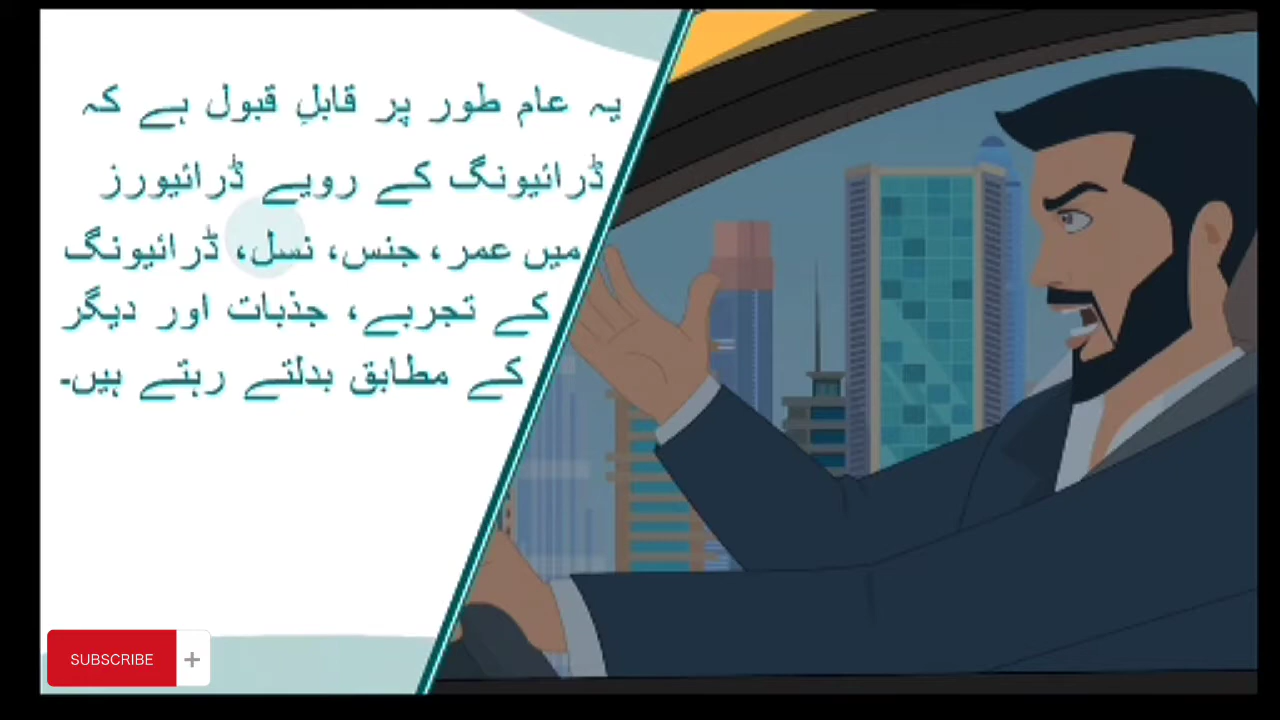 یہ عام طور پر قابلِ قبول ہے کہ
ڈرائیونگ کے رویے ڈرائیورز
میں عمر، جنس، نسل، ڈرائیونگ
کے تجربے، جذبات اور دیگر
کے مطابق بدلتے رہتے ہیں۔
SUBSCRIBE +